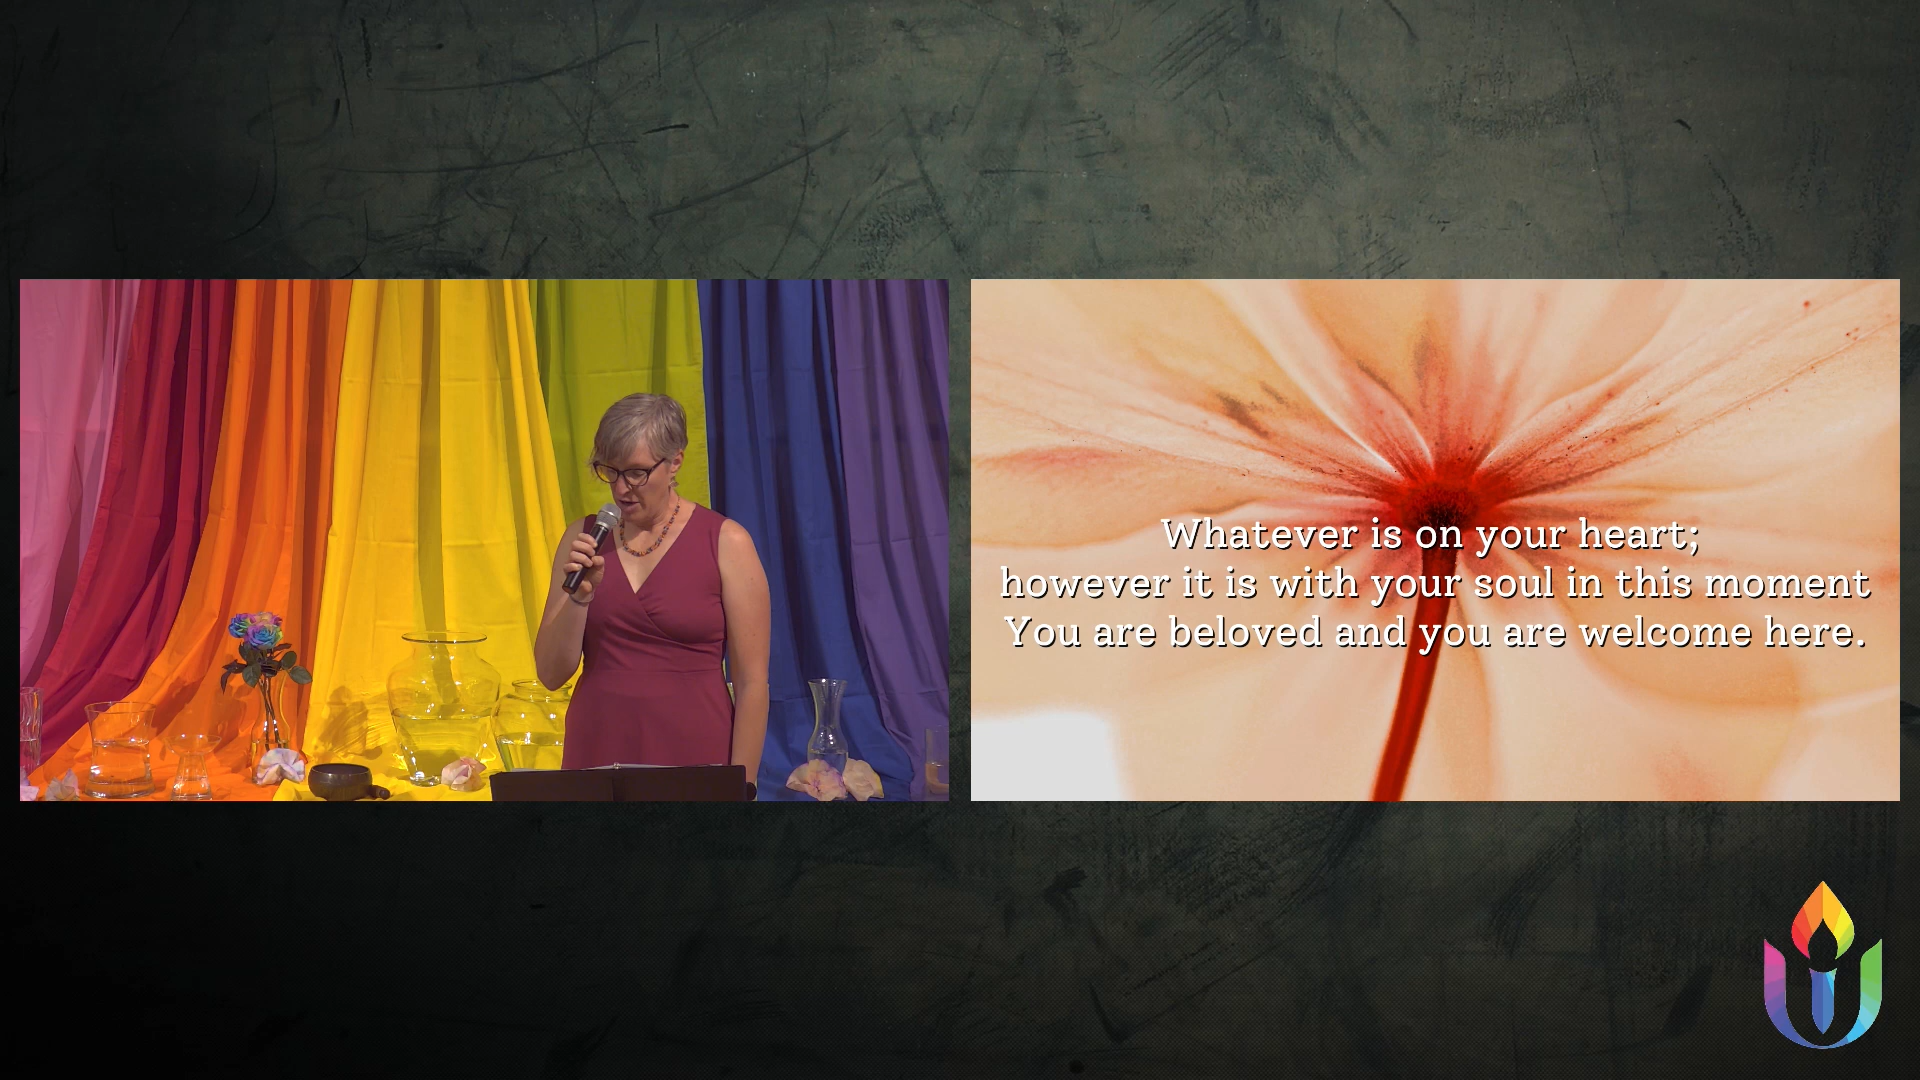 Whatever is on your heart;
however it is with your soul in this moment
You are beloved and you are welcome here.